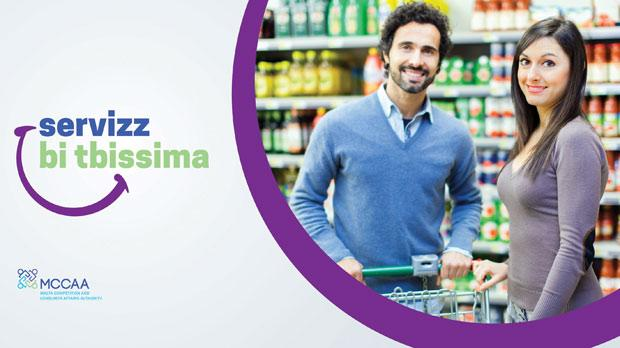 servizz
bi tbissima
MCCAA
MALTA COMPETITION AND
CONSUMER AFFAIRS AUTHORITY